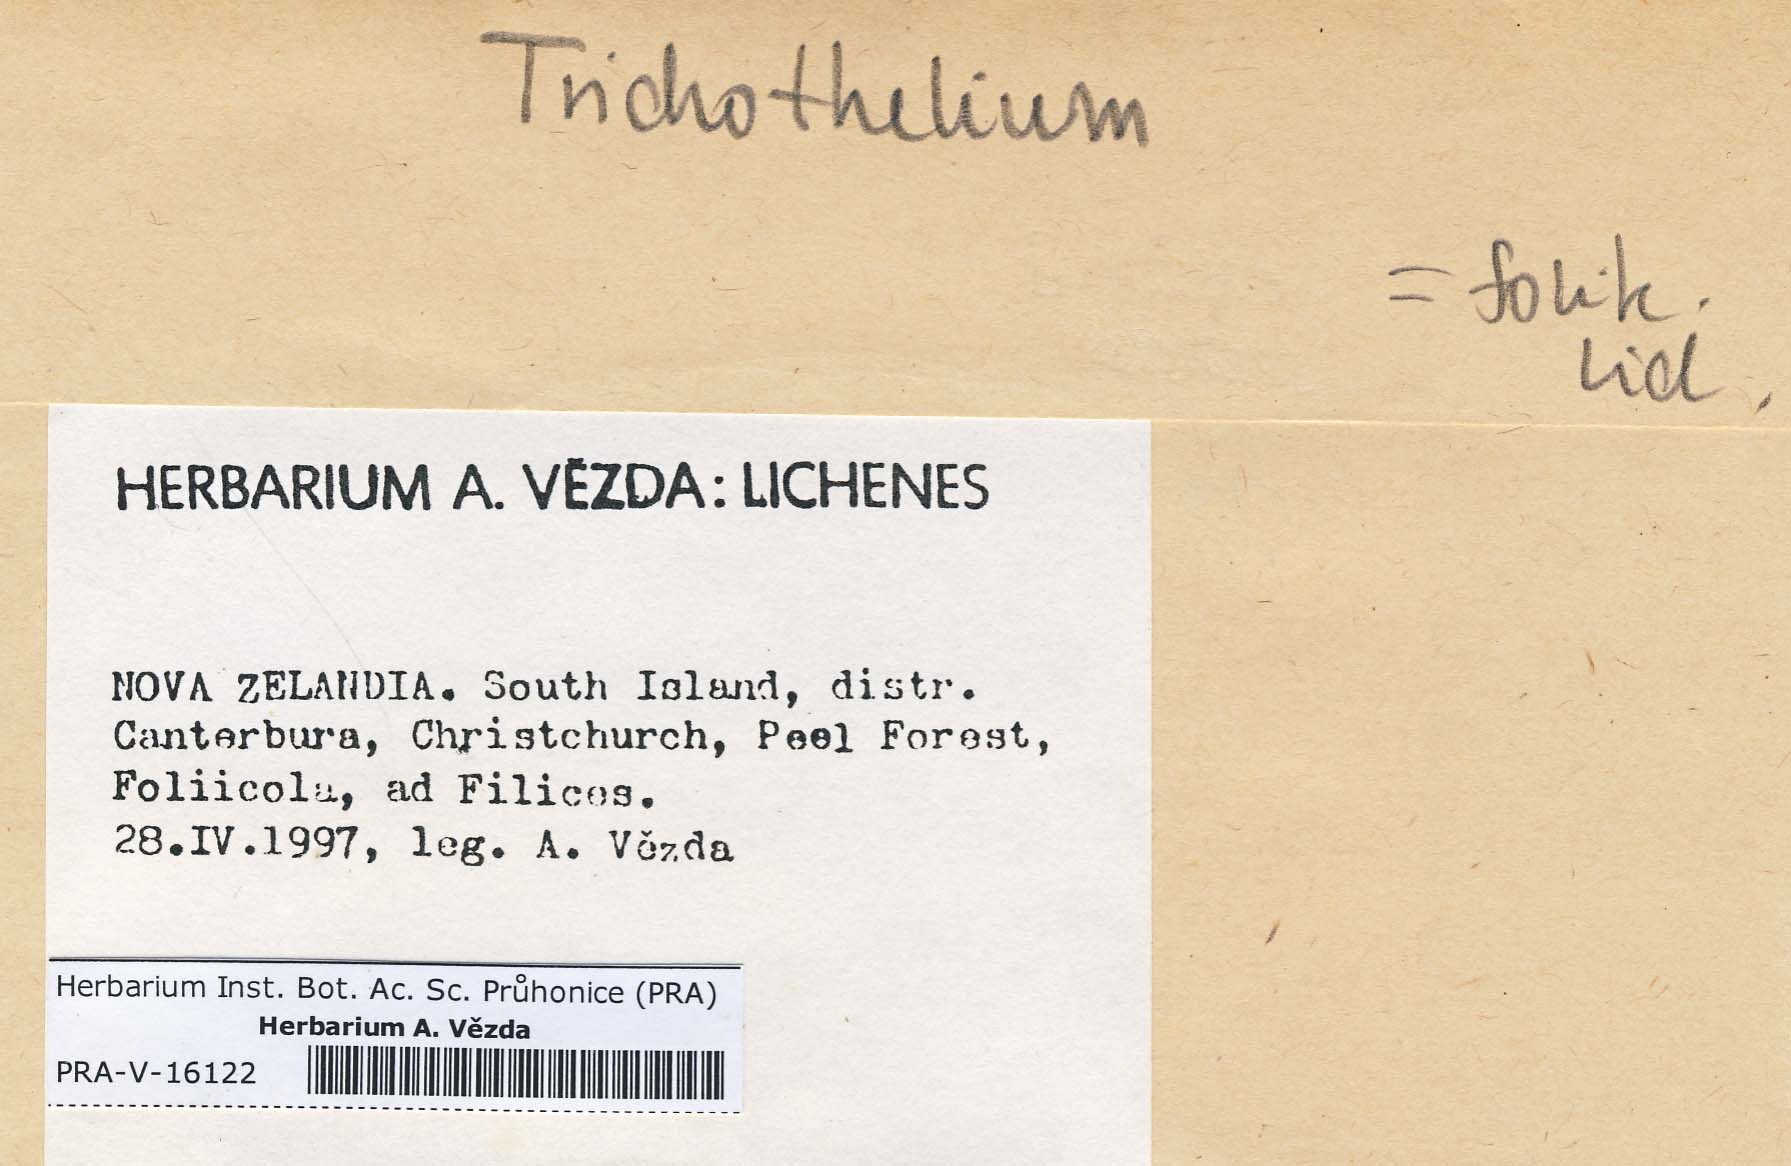 Trichothelium
= folik.
lich.
HERBARIUM A. VĚZDA: LICHENES
NOVA ZELANDIA. South Island, distr.
Canterbura, Christchurch, Peel Forest,
Foliicola, ad Filices.
28.IV.1997, leg. A. Vězda
Herbarium Inst. Bot. Ac. Sc. Průhonice (PRA)
Herbarium A. Vězda
PRA-V-16122